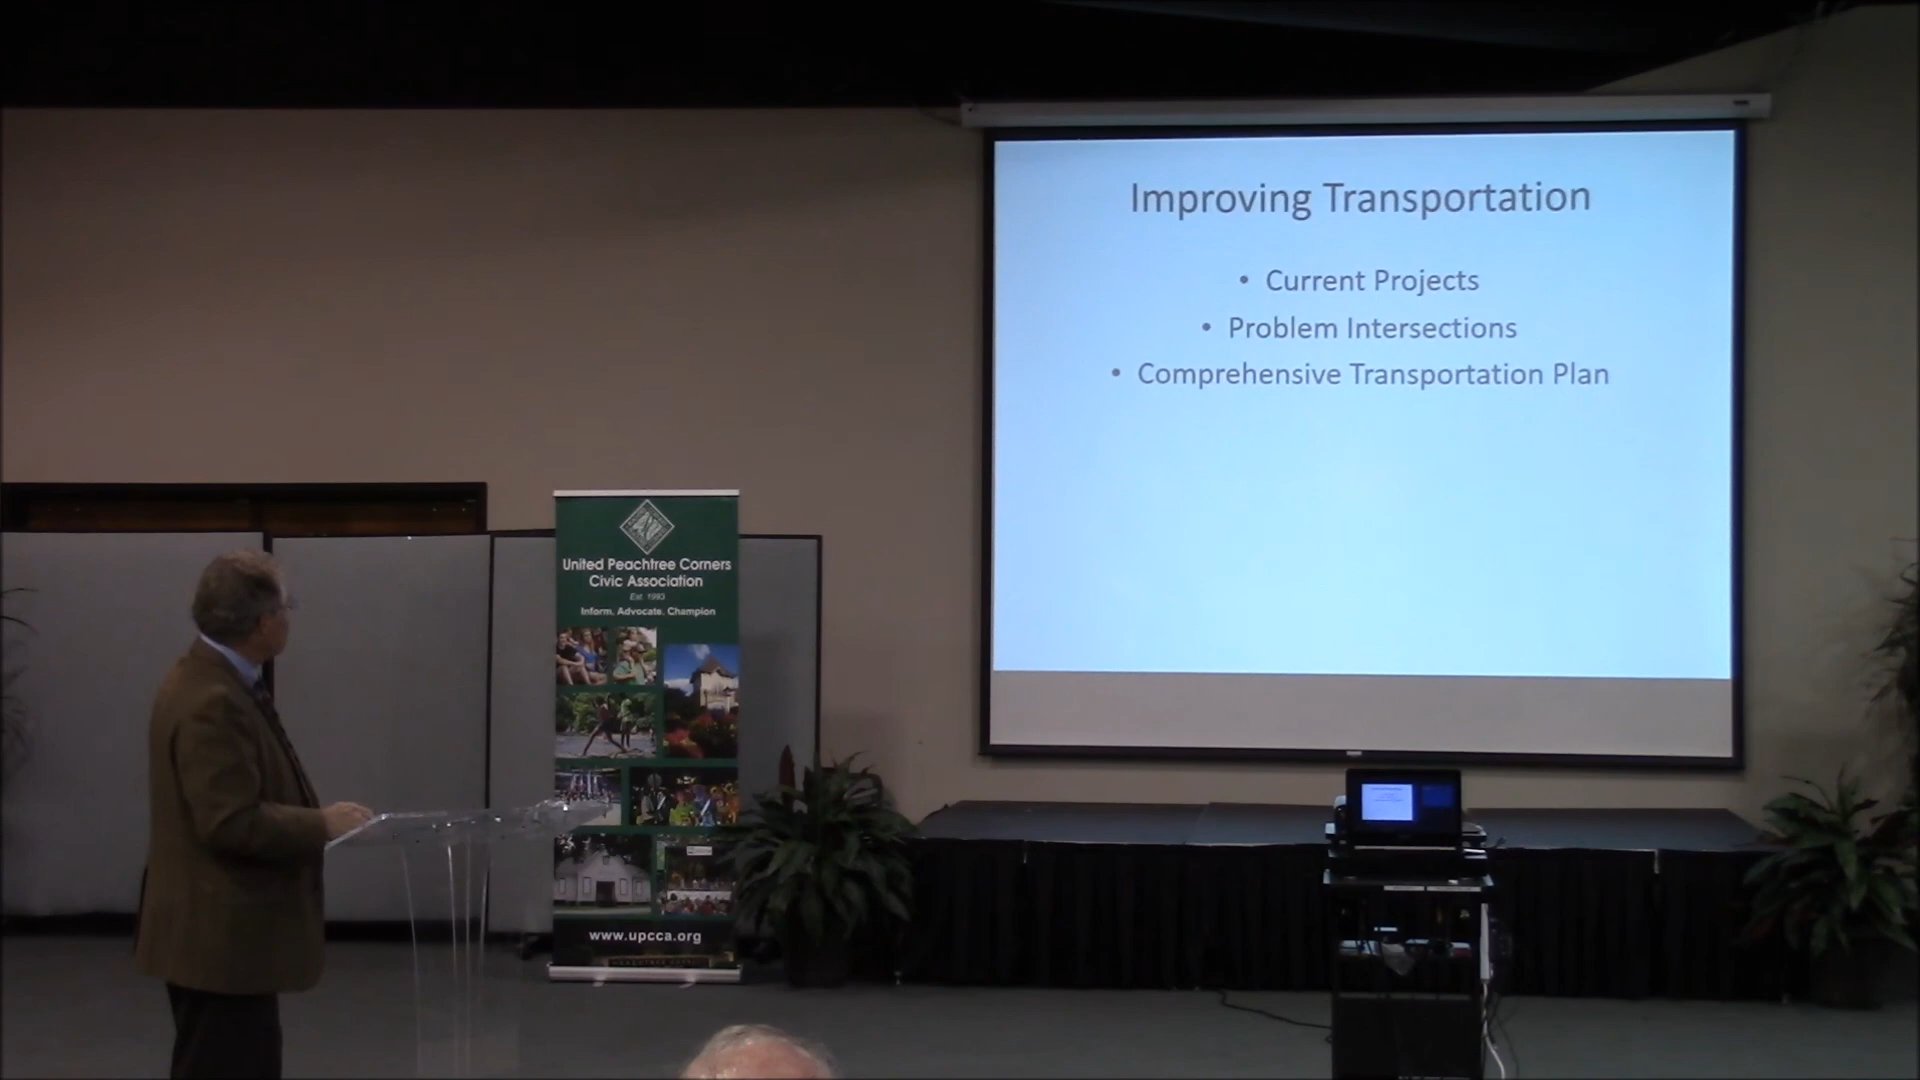 Improving Transportation
• Current Projects
• Problem Intersections
• Comprehensive Transportation Plan
United Peachtree Corners
Civic Association
Est. 1993
Inform. Advocate. Champion
www.upcca.org